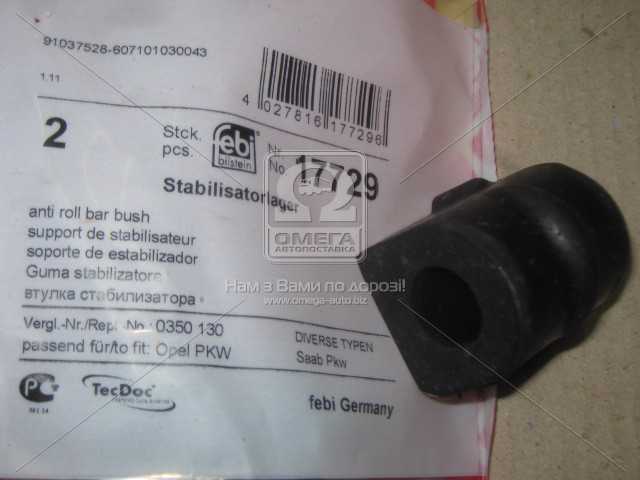 91037528-607101030043
1.11
4 027816 177296
2 Stck. pcs.
febi bilstein
Nr. No. 17729
Stabilisatorlager
anti roll bar bush
support de stabilisateur
soporte de estabilizador
Guma stabilizatora
втулка стабилизатора
Vergl.-Nr./Repl.-No.: 0350 130
passend für/to fit: Opel PKW
DIVERSE TYPEN
Saab Pkw
TecDoc
febi Germany
ОМЕГА
АВТОПОСТАВКА
Нам з Вами по дорозі!
www.omega-auto.biz